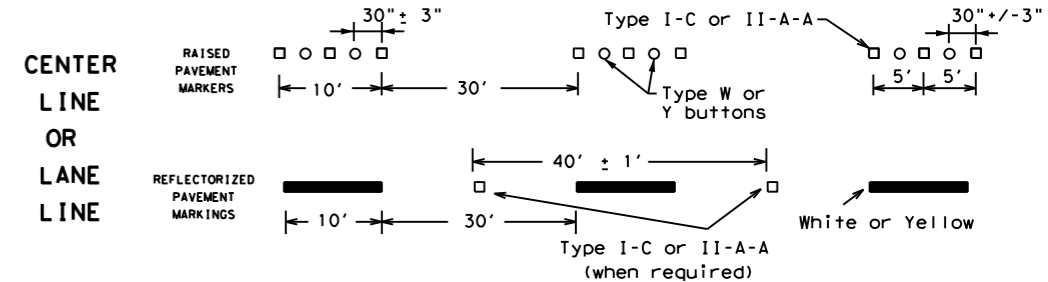 30"± 3"
Type I-C or II-A-A
30"+/-3"
CENTER
LINE
OR
LANE
LINE
RAISED
PAVEMENT
MARKERS
10'
30'
Type W or
Y buttons
5'
5'
40' ± 1'
REFLECTORIZED
PAVEMENT
MARKINGS
10'
30'
Type I-C or II-A-A
(when required)
White or Yellow